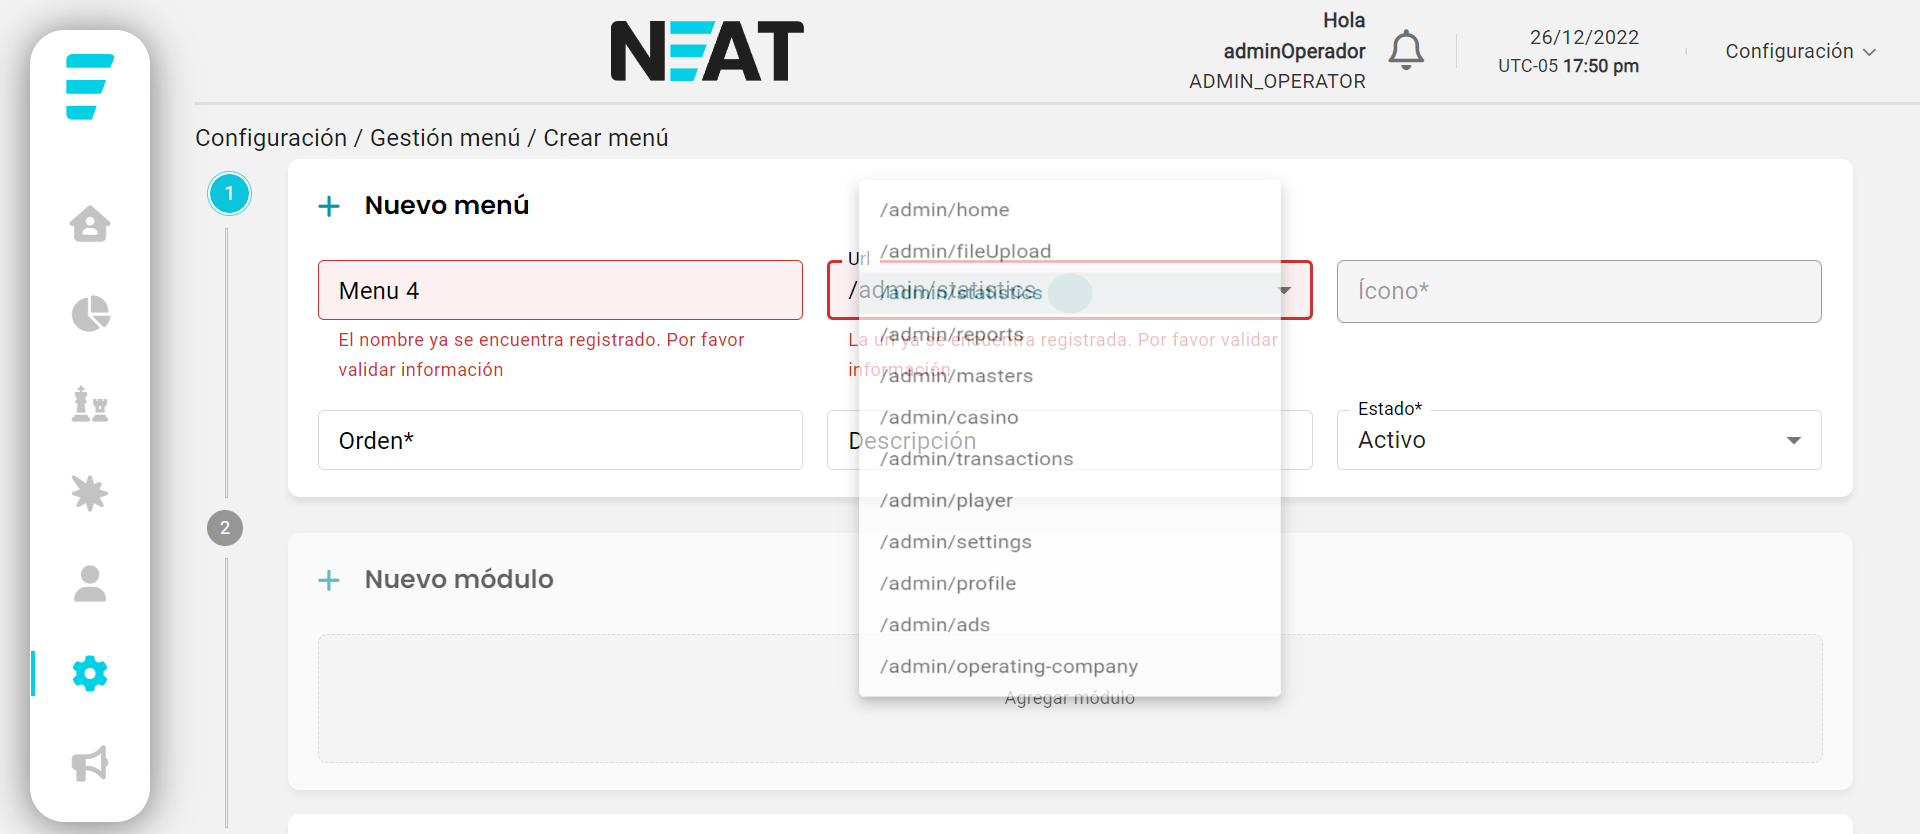 NEAT
Hola
adminOperador
ADMIN_OPERATOR
26/12/2022
UTC-05 17:50 pm
Configuración
Configuración / Gestión menú / Crear menú
1
Nuevo menú
Menu 4
El nombre ya se encuentra registrado. Por favor
validar información
Url
/admin/statistics
La url ya se encuentra registrada. Por favor validar
información
/admin/home
/admin/fileUpload
/admin/statistics
/admin/reports
/admin/masters
/admin/casino
/admin/transactions
/admin/player
/admin/settings
/admin/profile
/admin/ads
/admin/operating-company
Ícono*
Orden*
Descripción
Estado*
Activo
2
Nuevo módulo
Agregar módulo